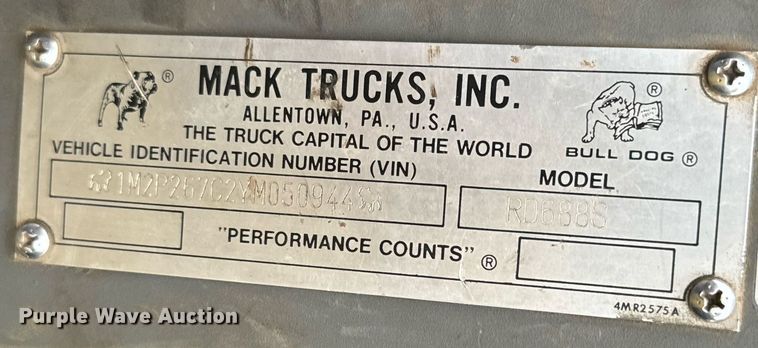 MACK TRUCKS, INC.
ALLENTOWN, PA., U.S.A.
THE TRUCK CAPITAL OF THE WORLD
BULL DOG ®
VEHICLE IDENTIFICATION NUMBER (VIN)
MODEL
1M2P267C2YM050944
RD688S
"PERFORMANCE COUNTS" ®
4MR2575A
Purple Wave Auction